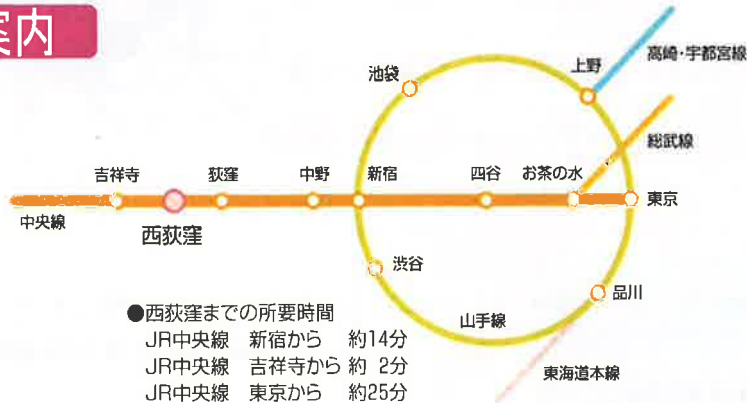 案内
池袋
上野
高崎・宇都宮線
総武線
吉祥寺
荻窪
中野
新宿
四谷
お茶の水
東京
中央線
西荻窪
渋谷
品川
山手線
東海道本線
●西荻窪までの所要時間
JR中央線 新宿から 約14分
JR中央線 吉祥寺から 約 2分
JR中央線 東京から 約25分